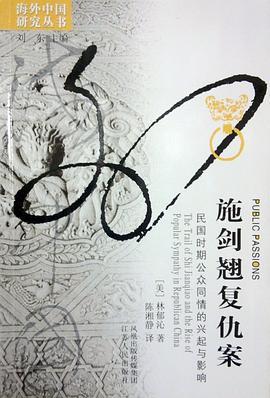 海外中国
研究丛书
刘 东 主编
PUBLIC PASSIONS
施剑翘复仇案
The Trail of Shi Jianqiao and the Rise of
Popular Sympathy in Republican China
民国时期公众同情的兴起与影响
[美] 林郁沁 著
陈湘静 译
凤凰出版传媒集团
江苏人民出版社